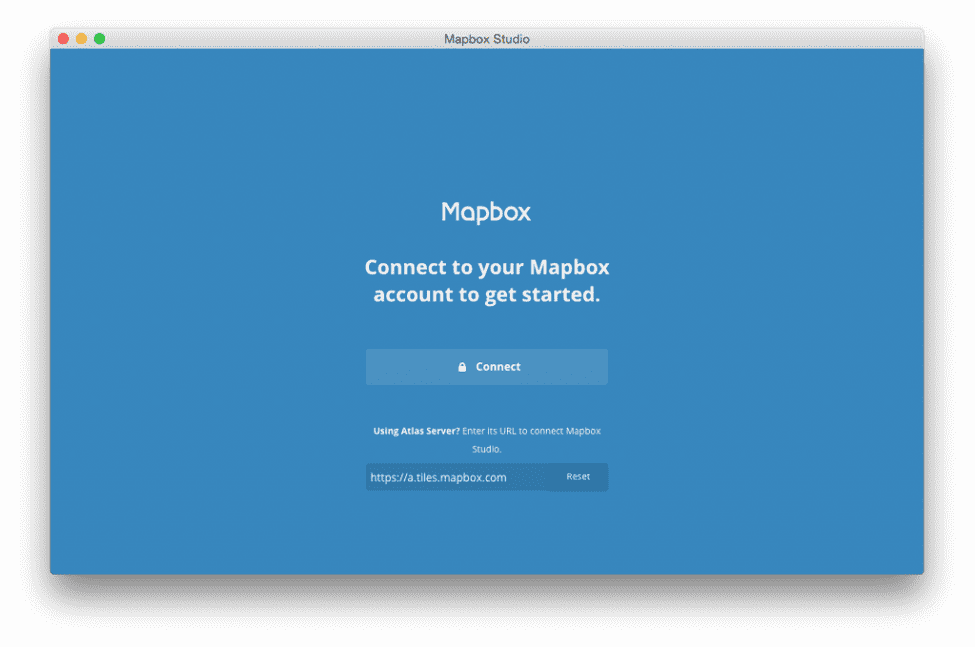 Mapbox Studio
Mapbox
Connect to your Mapbox
account to get started.
Connect
Using Atlas Server? Enter its URL to connect Mapbox
Studio.
https://a.tiles.mapbox.com Reset